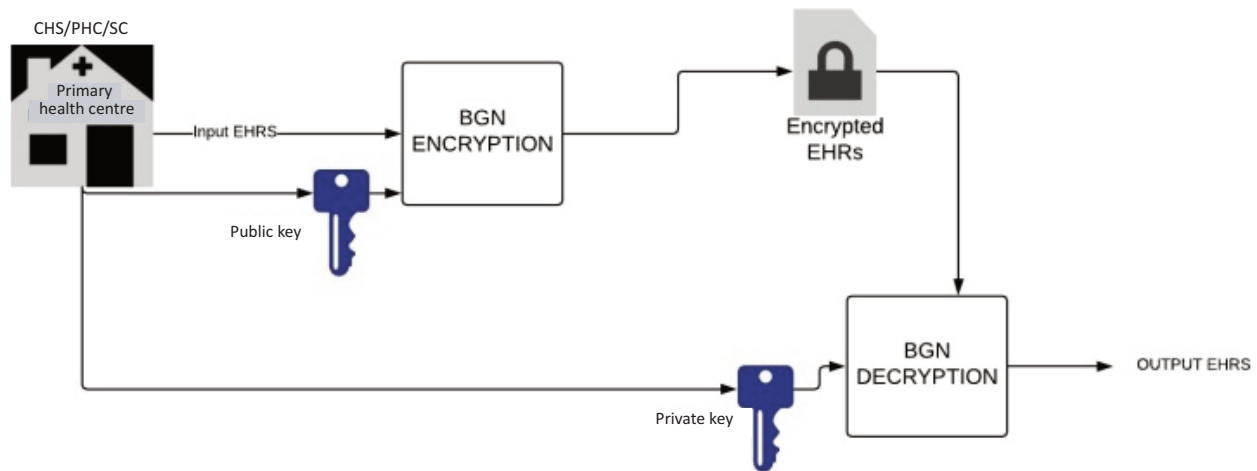 CHS/PHC/SC
Primary
health centre
Input EHRS
BGN
ENCRYPTION
Encrypted
EHRs
Public key
BGN
DECRYPTION
OUTPUT EHRS
Private key